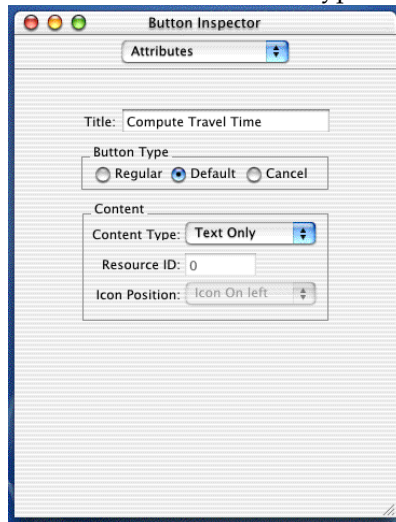 Button Inspector
Attributes
Title: Compute Travel Time
Button Type
Regular Default Cancel
Content
Content Type: Text Only
Resource ID: 0
Icon Position: Icon On left